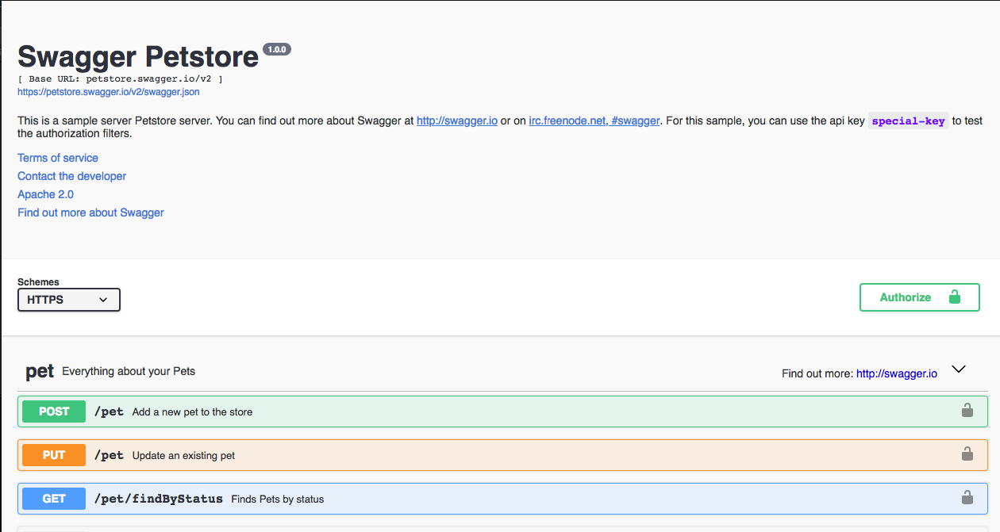 Swagger Petstore 1.0.0
[ Base URL: petstore.swagger.io/v2 ]
https://petstore.swagger.io/v2/swagger.json
This is a sample server Petstore server. You can find out more about Swagger at http://swagger.io or on irc.freenode.net, #swagger. For this sample, you can use the api key special-key to test
the authorization filters.
Terms of service
Contact the developer
Apache 2.0
Find out more about Swagger
Schemes
HTTPS
Authorize
pet Everything about your Pets
Find out more: http://swagger.io
POST /pet Add a new pet to the store
PUT /pet Update an existing pet
GET /pet/findByStatus Finds Pets by status